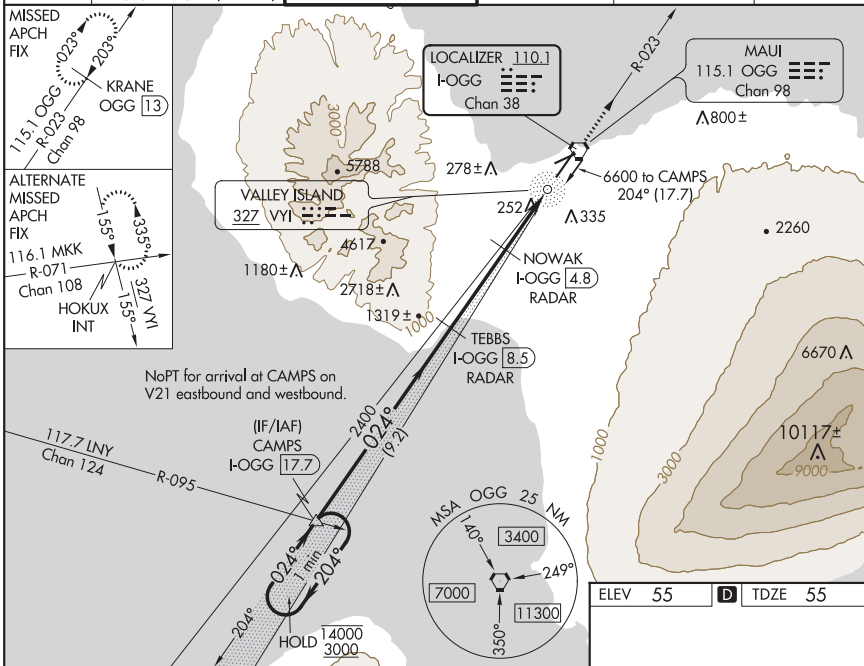 MISSED
APCH
FIX
023°
203°
KRANE
OGG 13
115.1 OGG
R-023
Chan 98
ALTERNATE
MISSED
APCH
FIX
155°
335°
116.1 MKK
R-071
Chan 108
HOKUX
INT
327 VYI
155°
LOCALIZER 110.1
I-OGG
Chan 38
R-023
MAUI
115.1 OGG
Chan 98
800±
3000
5788
278±
6600 to CAMPS
204° (17.7)
VALLEY ISLAND
327 VYI
252
335
2260
4617
NOWAK
I-OGG 4.8
RADAR
1180±
2718±
1319±
1000
TEBBS
I-OGG 8.5
RADAR
6670
NoPT for arrival at CAMPS on
V21 eastbound and westbound.
2400
024°
(9.2)
(IF/IAF)
CAMPS
I-OGG 17.7
117.7 LNY
Chan 124
R-095
1000
3000
10117±
9000
024°
1 min
204°
204°
HOLD 14000
3000
MSA OGG 25 NM
140°
3400
249°
7000
11300
350°
ELEV 55 D TDZE 55